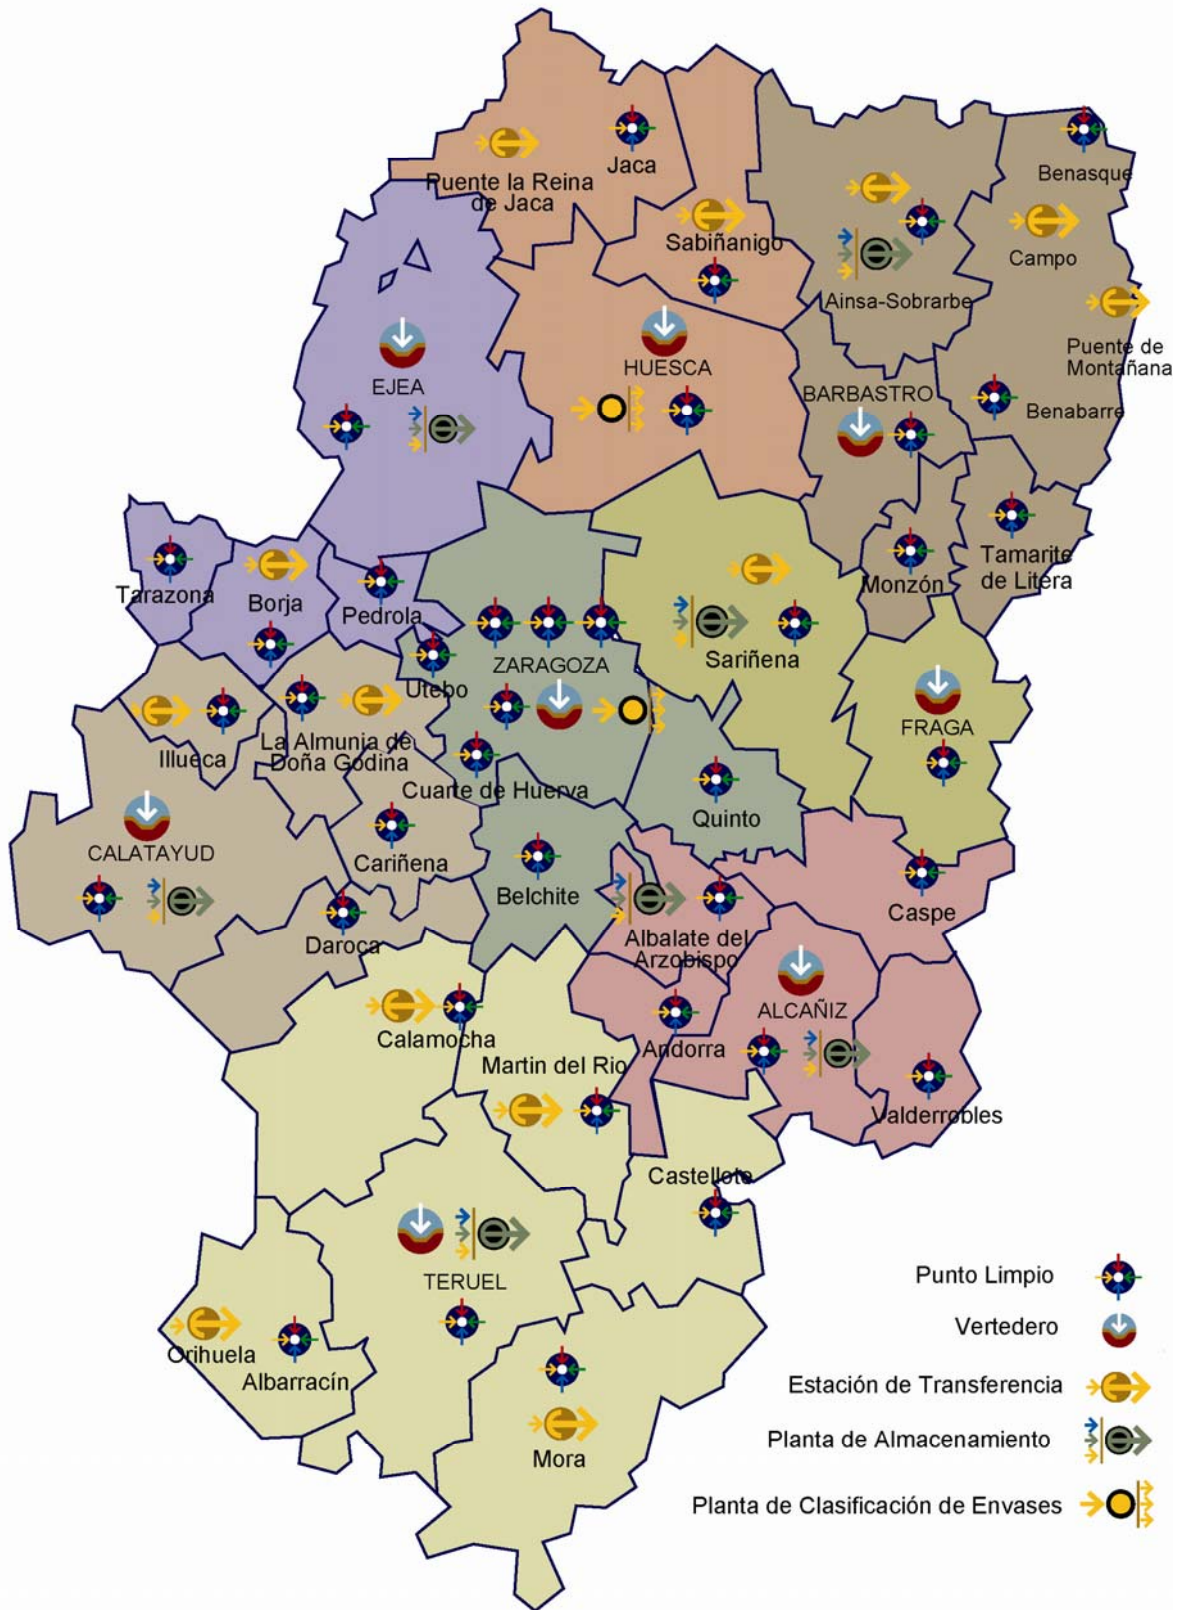 Jaca
Puente la Reina
de Jaca
Benasque
Sabiñanigo
Campo
Ainsa-Sobrarbe
Puente de
Montañana
HUESCA
EJEA
BARBASTRO
Benabarre
Tamarite
de Litera
Monzón
Tarazona
Borja
Pedrola
ZARAGOZA
Sariñena
Utebo
FRAGA
La Almunia de
Doña Godina
Illueca
Cuarte de Huerva
Quinto
CALATAYUD
Cariñena
Belchite
Caspe
Daroca
Albalate del
Arzobispo
ALCAÑIZ
Calamocha
Andorra
Martin del Rio
Valderrobles
Castellote
TERUEL
Orihuela
Albarracín
Mora
Punto Limpio
Vertedero
Estación de Transferencia
Planta de Almacenamiento
Planta de Clasificación de Envases